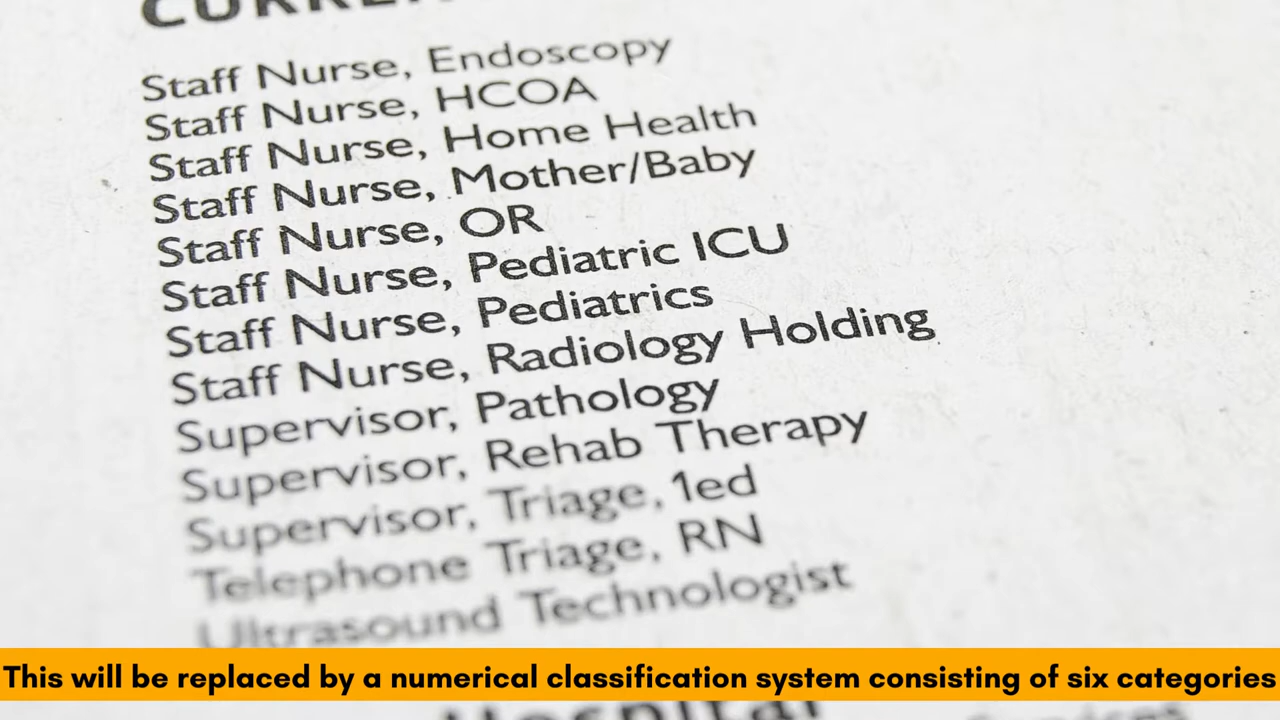 Staff Nurse, Endoscopy
Staff Nurse, HCOA
Staff Nurse, Home Health
Staff Nurse, Mother/Baby
Staff Nurse, OR
Staff Nurse, Pediatric ICU
Staff Nurse, Pediatrics
Staff Nurse, Radiology Holding
Supervisor, Pathology
Supervisor, Rehab Therapy
Supervisor, Triage, 1ed
Telephone Triage, RN
Ultrasound Technologist
This will be replaced by a numerical classification system consisting of six categories
Hospital